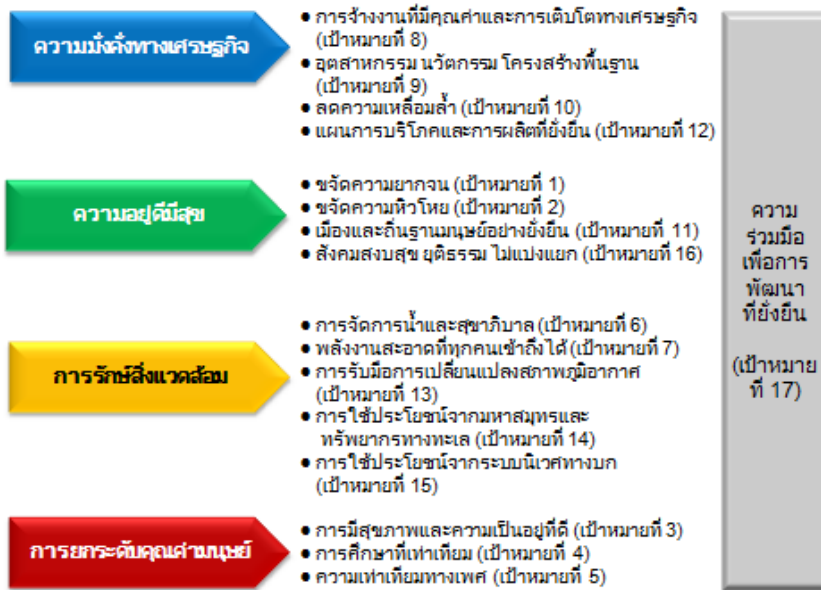 ความมั่งคั่งทางเศรษฐกิจ
● การจ้างงานที่มีคุณค่าและการเติบโตทางเศรษฐกิจ
(เป้าหมายที่ 8)
● อุตสาหกรรม นวัตกรรม โครงสร้างพื้นฐาน
(เป้าหมายที่ 9)
● ลดความเหลื่อมล้ำ (เป้าหมายที่ 10)
● แผนการบริโภคและการผลิตที่ยั่งยืน (เป้าหมายที่ 12)
ความอยู่ดีมีสุข
● ขจัดความยากจน (เป้าหมายที่ 1)
● ขจัดความหิวโหย (เป้าหมายที่ 2)
● เมืองและถิ่นฐานมนุษย์อย่างยั่งยืน (เป้าหมายที่ 11)
● สังคมสงบสุข ยุติธรรม ไม่แบ่งแยก (เป้าหมายที่ 16)
การรักษ์สิ่งแวดล้อม
● การจัดการน้ำและสุขาภิบาล (เป้าหมายที่ 6)
● พลังงานสะอาดที่ทุกคนเข้าถึงได้ (เป้าหมายที่ 7)
● การรับมือการเปลี่ยนแปลงสภาพภูมิอากาศ
(เป้าหมายที่ 13)
● การใช้ประโยชน์จากมหาสมุทรและ
ทรัพยากรทางทะเล (เป้าหมายที่ 14)
● การใช้ประโยชน์จากระบบนิเวศทางบก
(เป้าหมายที่ 15)
การยกระดับคุณค่ามนุษย์
● การมีสุขภาพและความเป็นอยู่ที่ดี (เป้าหมายที่ 3)
● การศึกษาที่เท่าเทียม (เป้าหมายที่ 4)
● ความเท่าเทียมทางเพศ (เป้าหมายที่ 5)
ความ
ร่วมมือ
เพื่อการ
พัฒนา
ที่ยั่งยืน
(เป้าหมาย
ที่ 17)